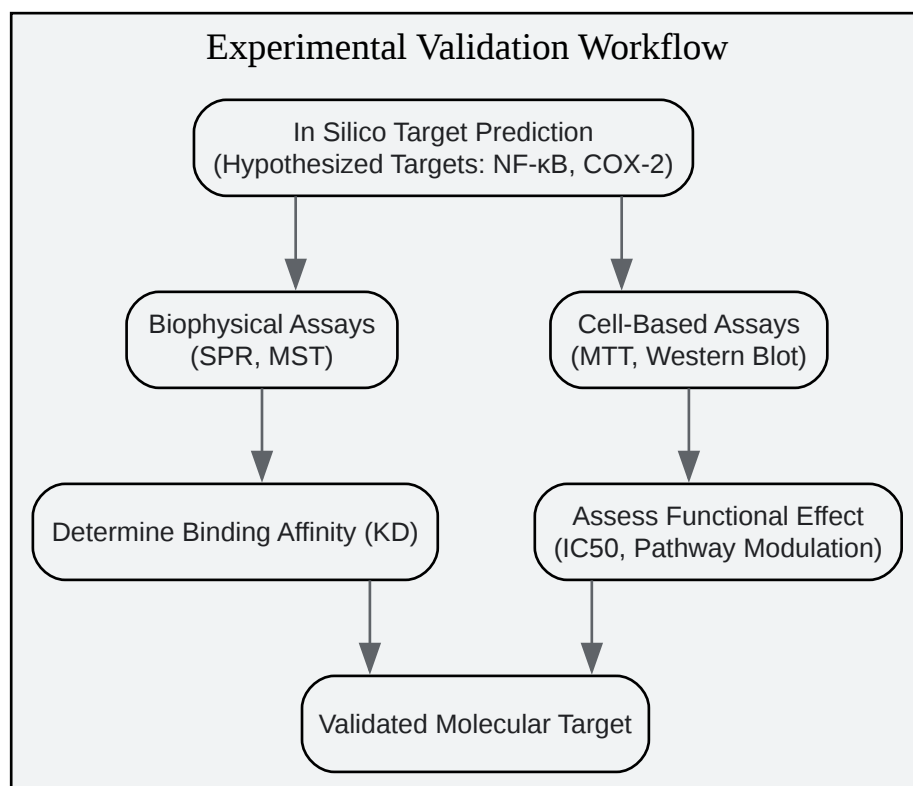 Experimental Validation Workflow
In Silico Target Prediction
(Hypothesized Targets: NF-κB, COX-2)
Biophysical Assays
(SPR, MST)
Cell-Based Assays
(MTT, Western Blot)
Determine Binding Affinity (KD)
Assess Functional Effect
(IC50, Pathway Modulation)
Validated Molecular Target